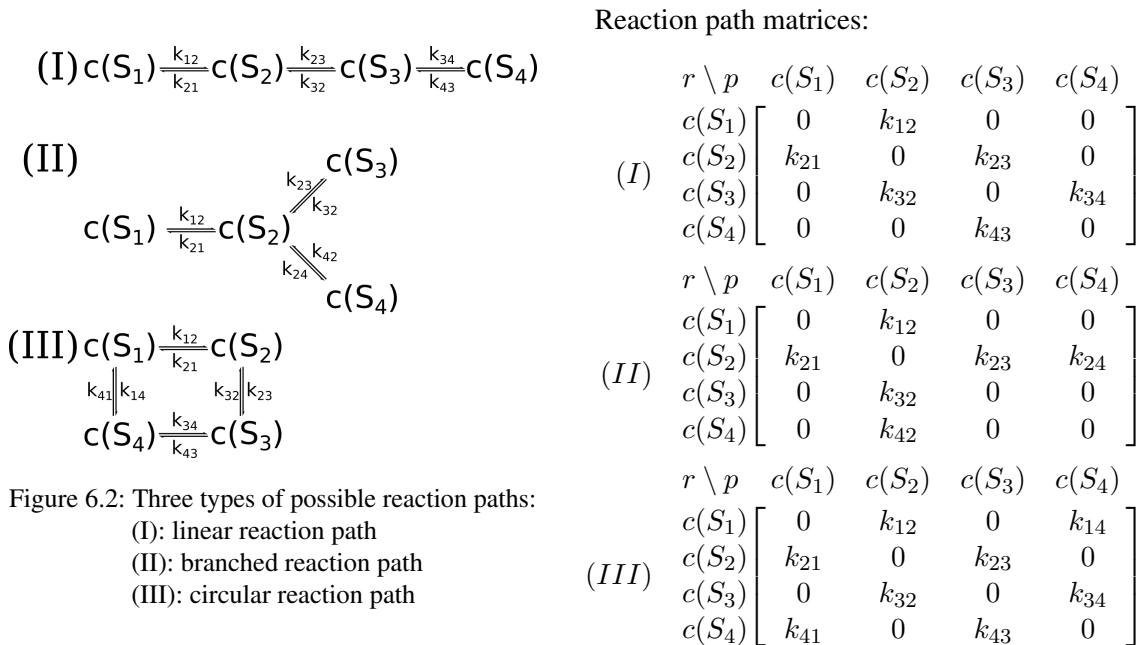 (I) c(S₁) k₁₂ k₂₁ c(S₂) k₂₃ k₃₂ c(S₃) k₃₄ k₄₃ c(S₄)
(II)
c(S₃)
k₂₃
k₃₂
c(S₁) k₁₂ k₂₁ c(S₂)
k₄₂
k₂₄
c(S₄)
(III) c(S₁) k₁₂ k₂₁ c(S₂)
k₄₁ k₁₄ k₃₂ k₂₃
c(S₄) k₃₄ k₄₃ c(S₃)
Figure 6.2: Three types of possible reaction paths:
(I): linear reaction path
(II): branched reaction path
(III): circular reaction path
Reaction path matrices:
r \ p c(S₁) c(S₂) c(S₃) c(S₄)
c(S₁) 0 k₁₂ 0 0
c(S₂) k₂₁ 0 k₂₃ 0
(I)
c(S₃) 0 k₃₂ 0 k₃₄
c(S₄) 0 0 k₄₃ 0
r \ p c(S₁) c(S₂) c(S₃) c(S₄)
c(S₁) 0 k₁₂ 0 0
c(S₂) k₂₁ 0 k₂₃ k₂₄
(II)
c(S₃) 0 k₃₂ 0 0
c(S₄) 0 k₄₂ 0 0
r \ p c(S₁) c(S₂) c(S₃) c(S₄)
c(S₁) 0 k₁₂ 0 k₁₄
c(S₂) k₂₁ 0 k₂₃ 0
(III)
c(S₃) 0 k₃₂ 0 k₃₄
c(S₄) k₄₁ 0 k₄₃ 0